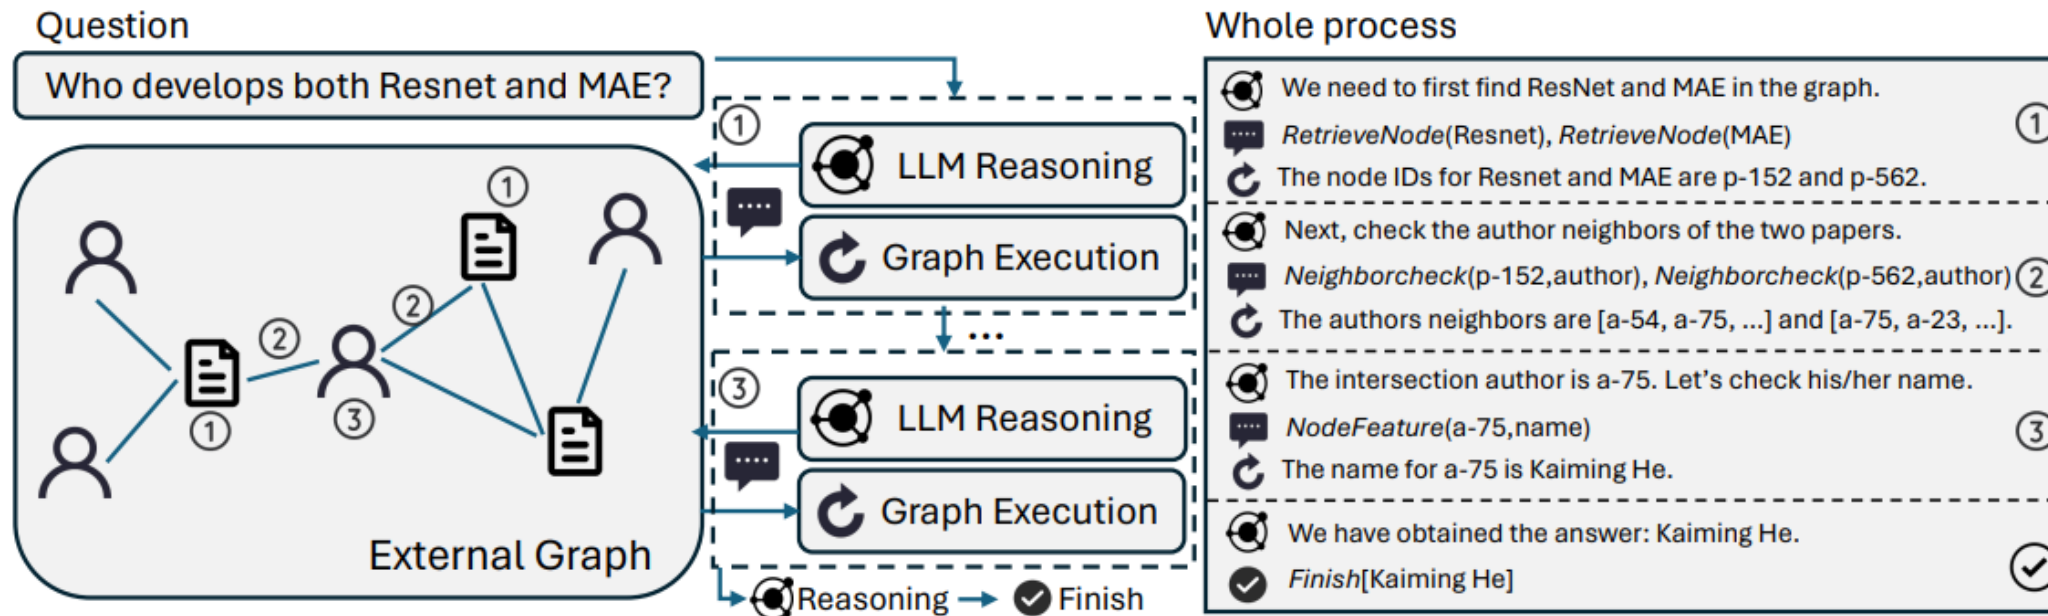 Question
Who develops both Resnet and MAE?
1
2
2
1
3
External Graph
1
LLM Reasoning
Graph Execution
...
3
LLM Reasoning
Graph Execution
Reasoning
Finish
Whole process
We need to first find ResNet and MAE in the graph.
RetrieveNode(Resnet), RetrieveNode(MAE)
1
The node IDs for Resnet and MAE are p-152 and p-562.
Next, check the author neighbors of the two papers.
Neighborcheck(p-152,author), Neighborcheck(p-562,author)
2
The authors neighbors are [a-54, a-75, ...] and [a-75, a-23, ...].
The intersection author is a-75. Let's check his/her name.
NodeFeature(a-75,name)
3
The name for a-75 is Kaiming He.
We have obtained the answer: Kaiming He.
Finish[Kaiming He]